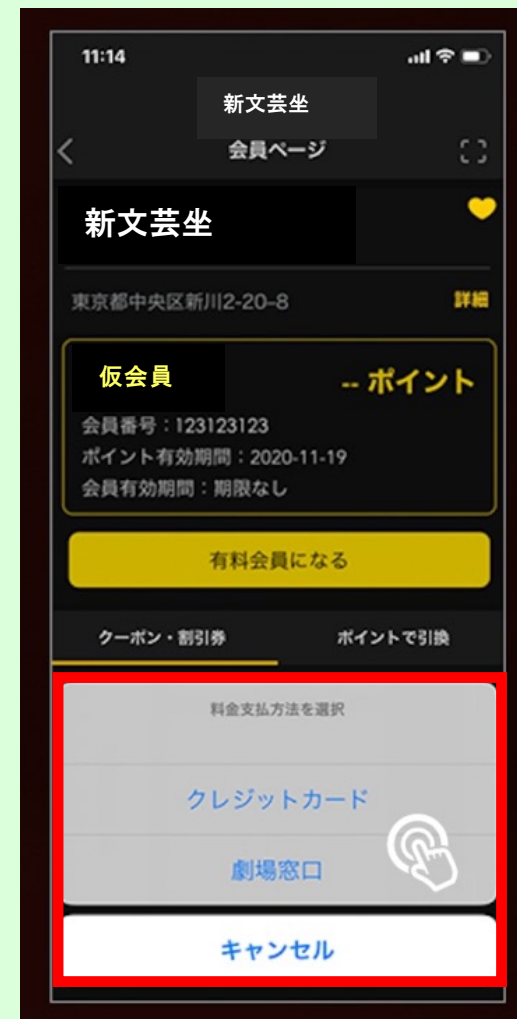 11:14
新文芸坐
会員ページ
新文芸坐
東京都中央区新川2-20-8
詳細
仮会員
-- ポイント
会員番号：123123123
ポイント有効期間：2020-11-19
会員有効期間：期限なし
有料会員になる
クーポン・割引券 ポイントで引換
料金支払方法を選択
クレジットカード
劇場窓口
キャンセル